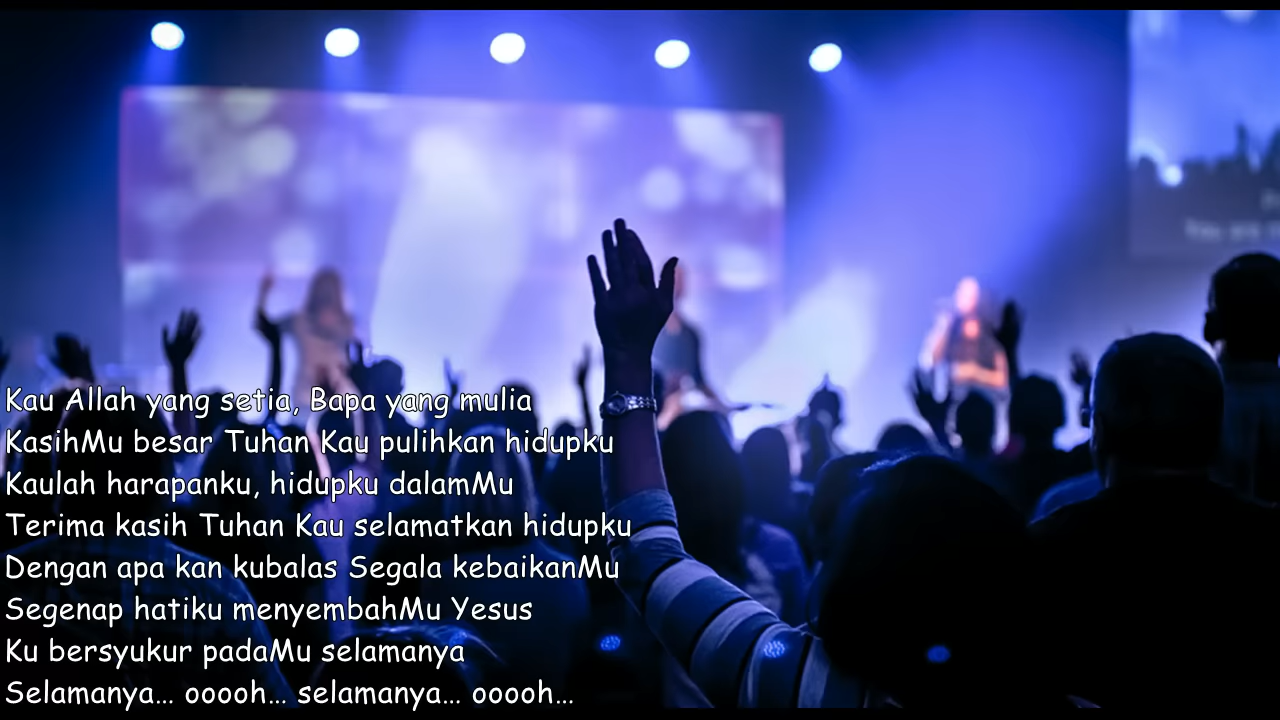 Kau Allah yang setia, Bapa yang mulia
KasihMu besar Tuhan Kau pulihkan hidupku
Kaulah harapanku, hidupku dalamMu
Terima kasih Tuhan Kau selamatkan hidupku
Dengan apa kan kubalas Segala kebaikanMu
Segenap hatiku menyembahMu Yesus
Ku bersyukur padaMu selamanya
Selamanya... ooooh... selamanya... ooooh...